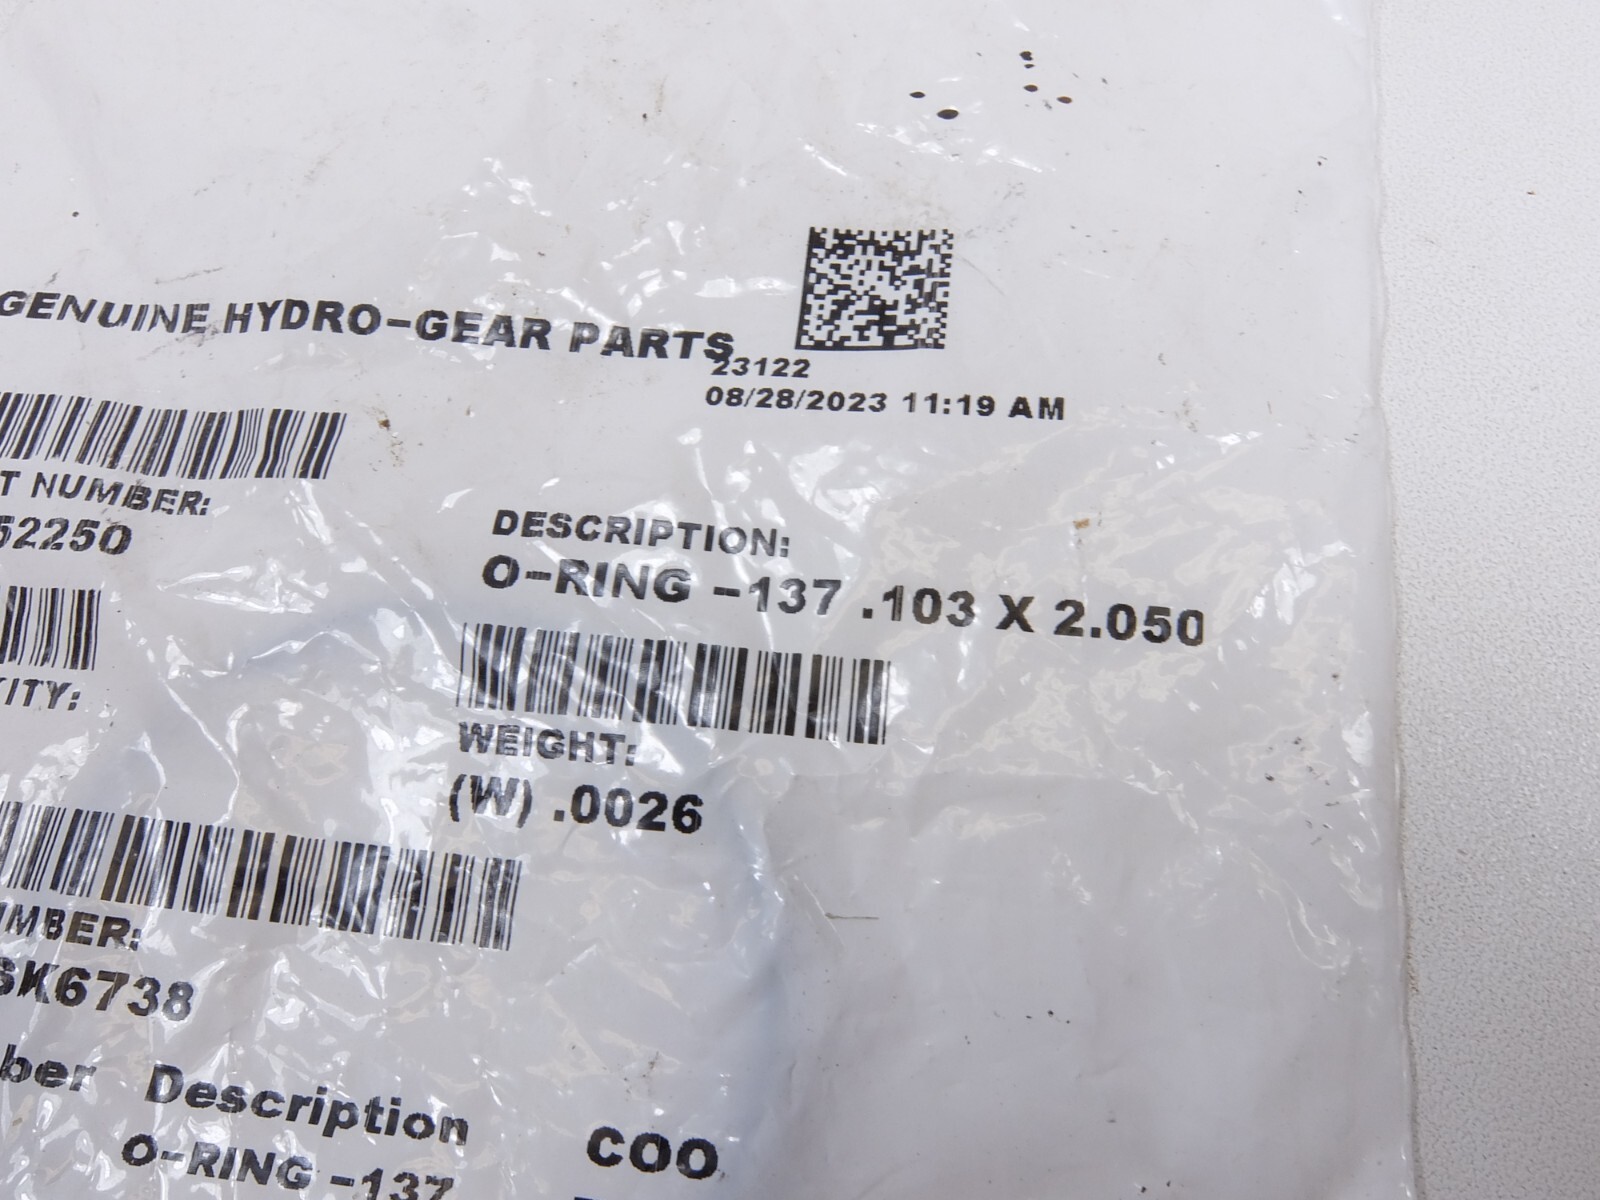 GENUINE HYDRO-GEAR PARTS
23122
08/28/2023 11:19 AM
T NUMBER:
52250
DESCRIPTION:
O-RING -137 .103 X 2.050
ITY:
WEIGHT:
(W) .0026
MBER:
SK6738
ber Description COO
O-RING -137